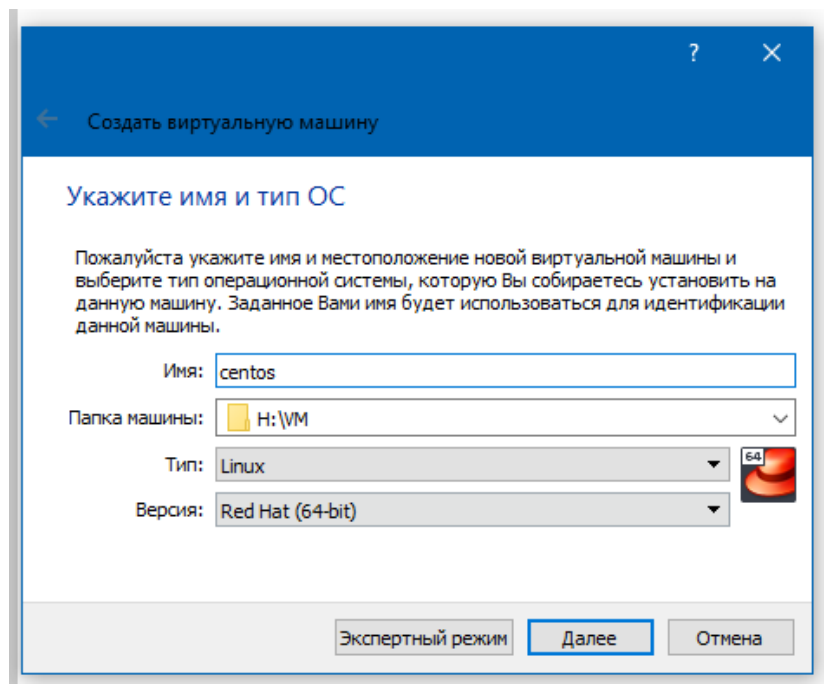 ?
Создать виртуальную машину
Укажите имя и тип ОС
Пожалуйста укажите имя и местоположение новой виртуальной машины и
выберите тип операционной системы, которую Вы собираетесь установить на
данную машину. Заданное Вами имя будет использоваться для идентификации
данной машины.
Имя: centos
Папка машины: H:\VM
Тип: Linux
64
Версия: Red Hat (64-bit)
Экспертный режим Далее Отмена